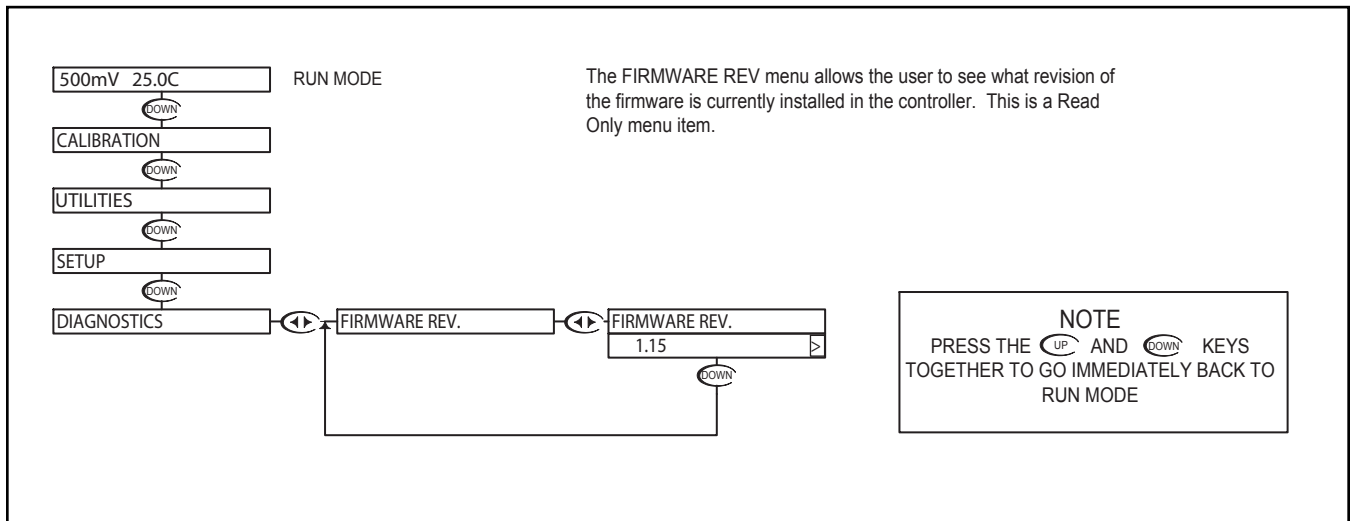 500mV 25.0C
RUN MODE
The FIRMWARE REV menu allows the user to see what revision of
the firmware is currently installed in the controller. This is a Read
Only menu item.
DOWN
CALIBRATION
DOWN
UTILITIES
DOWN
SETUP
DOWN
DIAGNOSTICS
FIRMWARE REV.
FIRMWARE REV.
1.15 >
DOWN
NOTE
PRESS THE UP AND DOWN KEYS
TOGETHER TO GO IMMEDIATELY BACK TO
RUN MODE